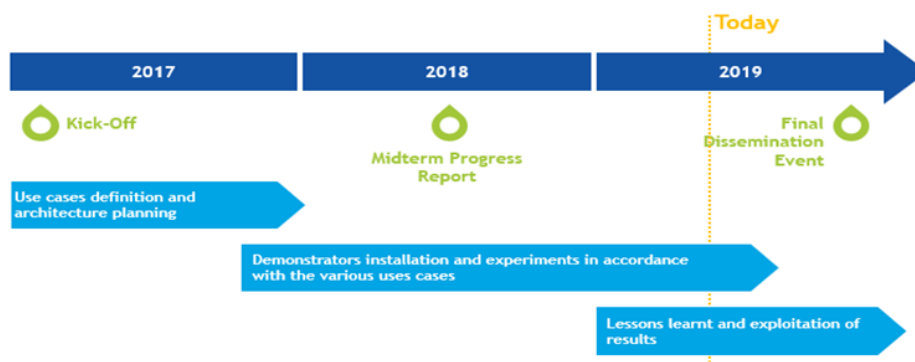 Today
2017
2018
2019
Kick-Off
Midterm Progress
Report
Final
Dissemination
Event
Use cases definition and
architecture planning
Demonstrators installation and experiments in accordance
with the various uses cases
Lessons learnt and exploitation of
results